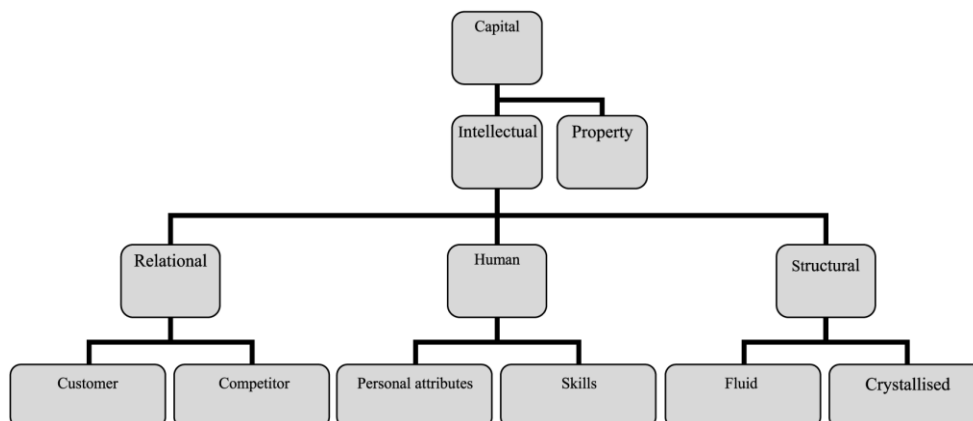 Capital
Intellectual
Property
Relational
Human
Structural
Customer
Competitor
Personal attributes
Skills
Fluid
Crystallised